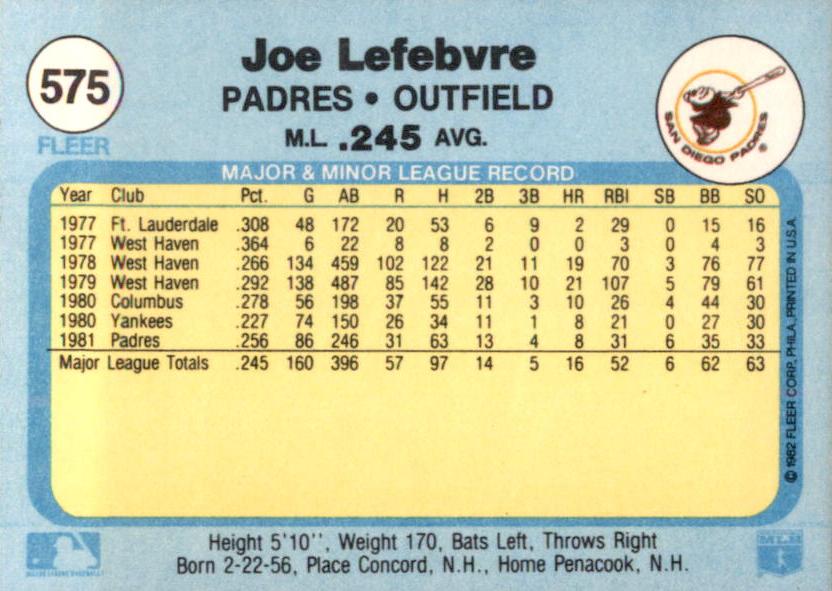 575
FLEER
Joe Lefebvre
PADRES • OUTFIELD
M.L. .245 AVG.
SAN DIEGO PADRES ®
MAJOR & MINOR LEAGUE RECORD
Year Club Pct. G AB R H 2B 3B HR RBI SB BB SO
1977 Ft. Lauderdale .308 48 172 20 53 6 9 2 29 0 15 16
1977 West Haven .364 6 22 8 8 2 0 0 3 0 4 3
1978 West Haven .266 134 459 102 122 21 11 19 70 3 76 77
1979 West Haven .292 138 487 85 142 28 10 21 107 5 79 61
1980 Columbus .278 56 198 37 55 11 3 10 26 4 44 30
1980 Yankees .227 74 150 26 34 11 1 8 21 0 27 30
1981 Padres .256 86 246 31 63 13 4 8 31 6 35 33
Major League Totals .245 160 396 57 97 14 5 16 52 6 62 63
© 1982 FLEER CORP. PHILA. PRINTED IN U.S.A.
Height 5'10'', Weight 170, Bats Left, Throws Right
Born 2-22-56, Place Concord, N.H., Home Penacook, N.H.
MAJOR LEAGUE BASEBALL